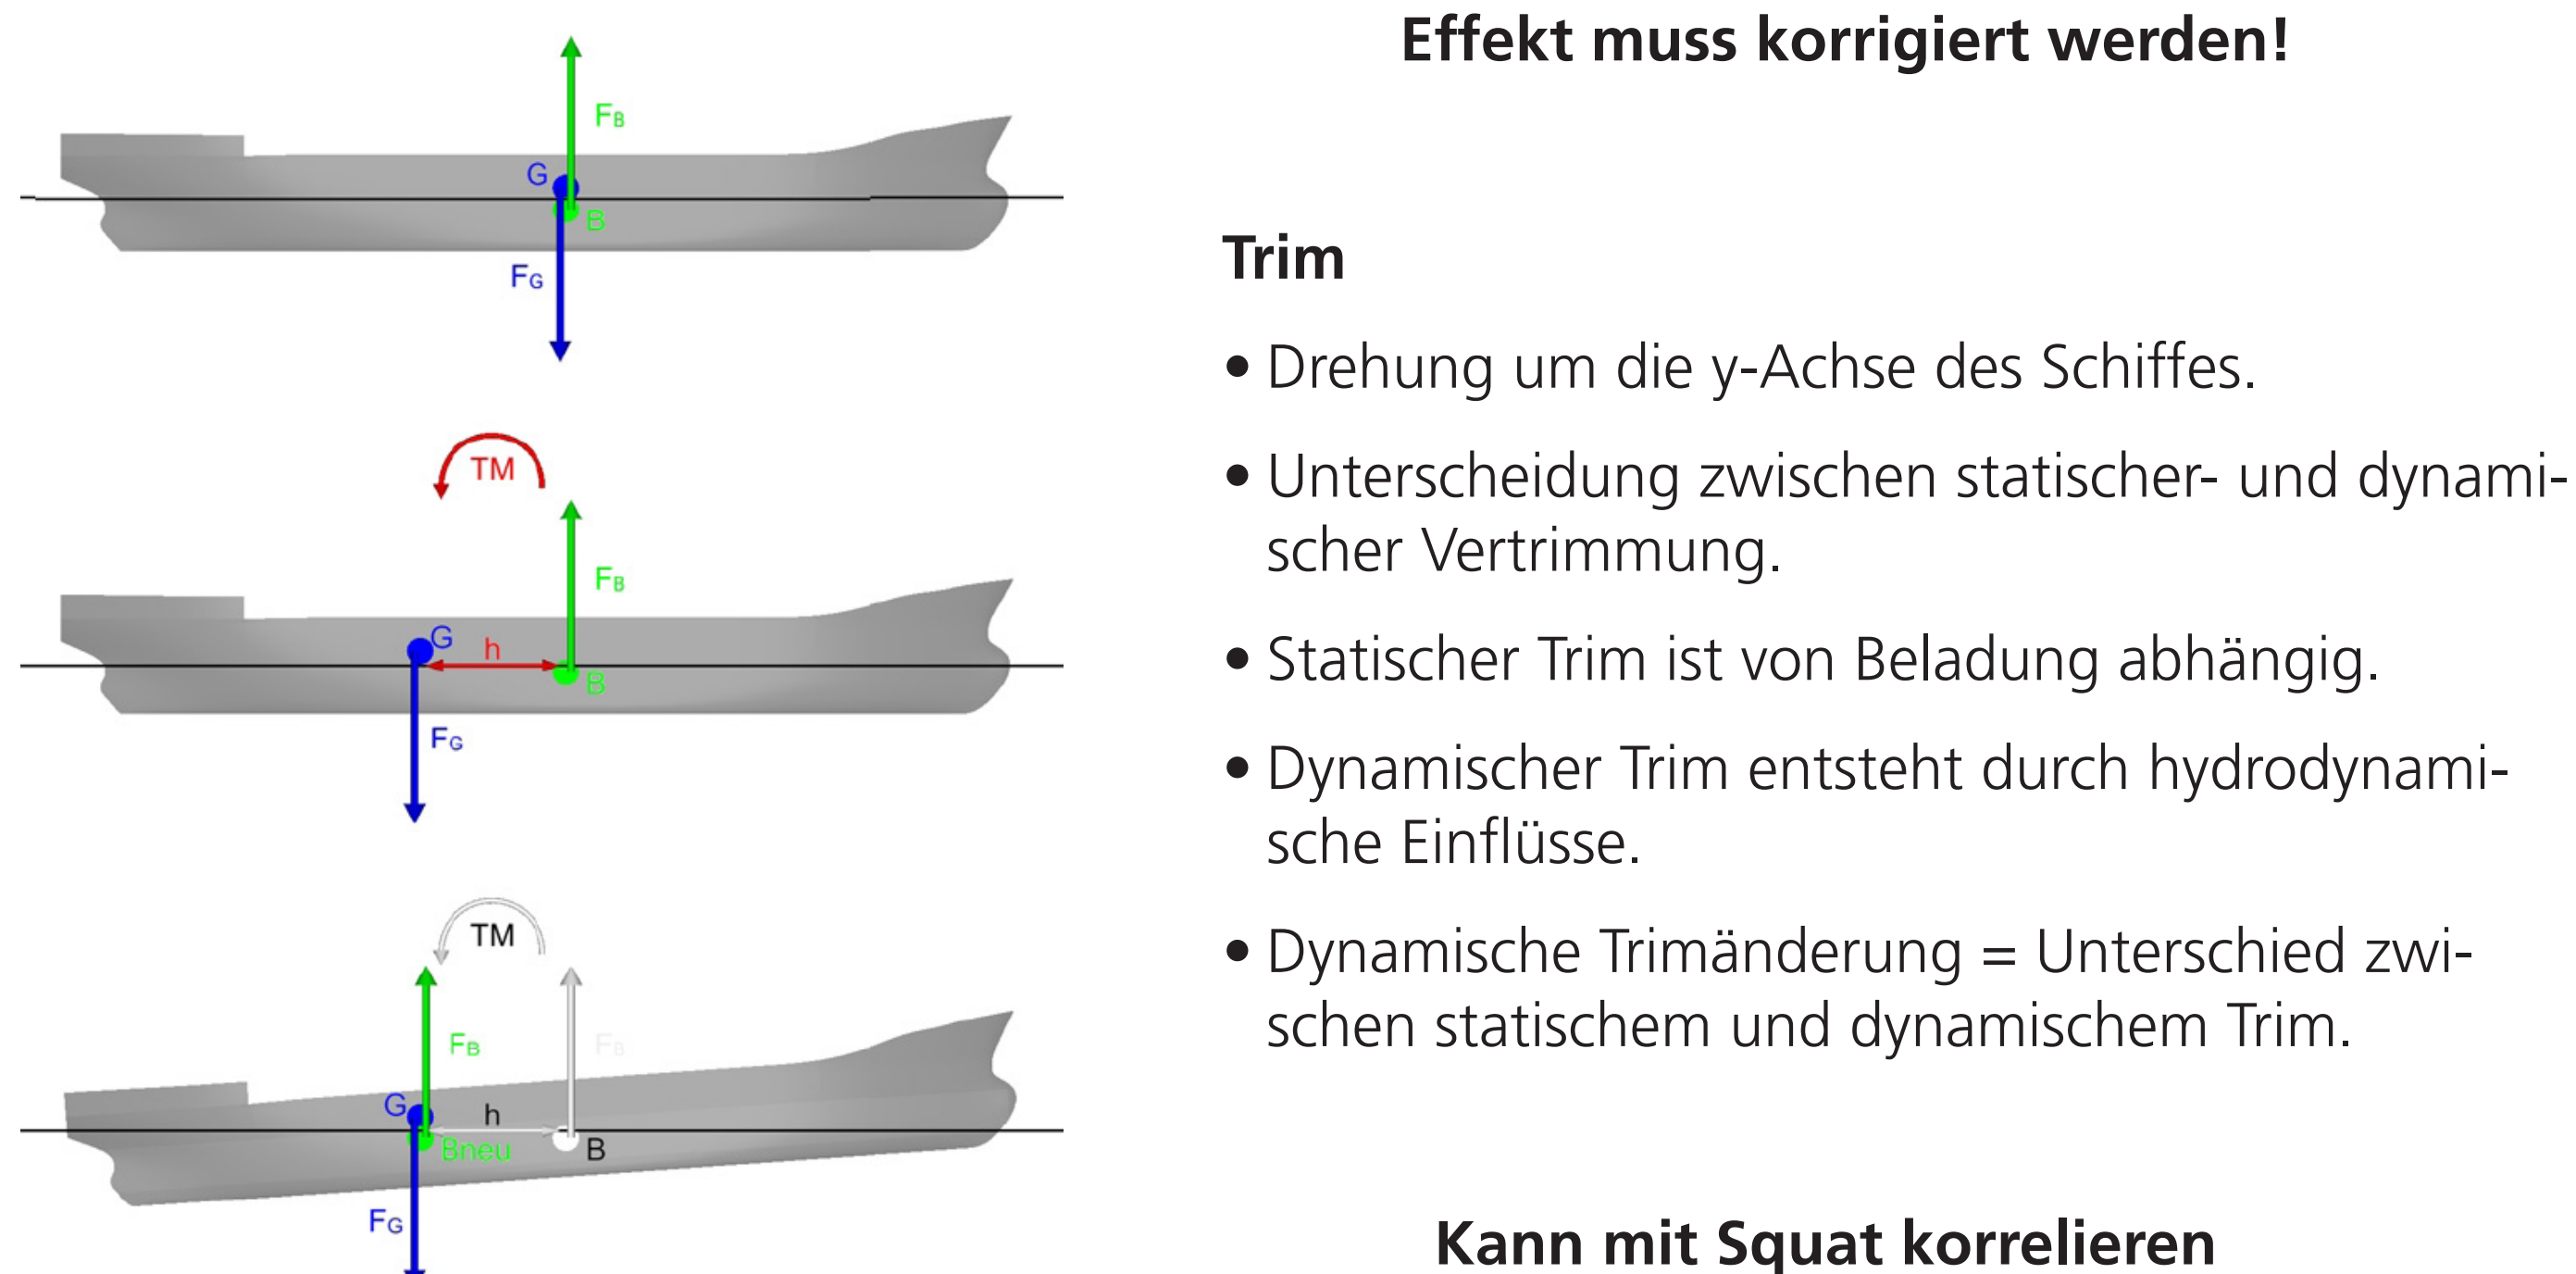 Effekt muss korrigiert werden!
Trim
• Drehung um die y-Achse des Schiffes.
• Unterscheidung zwischen statischer- und dynami-
scher Vertrimmung.
• Statischer Trim ist von Beladung abhängig.
• Dynamischer Trim entsteht durch hydrodynami-
sche Einflüsse.
• Dynamische Trimänderung = Unterschied zwi-
schen statischem und dynamischem Trim.
Kann mit Squat korrelieren
FB
G
B
FG
TM
FB
G
h
B
FG
TM
FB
FB
G
h
Bneu
B
FG